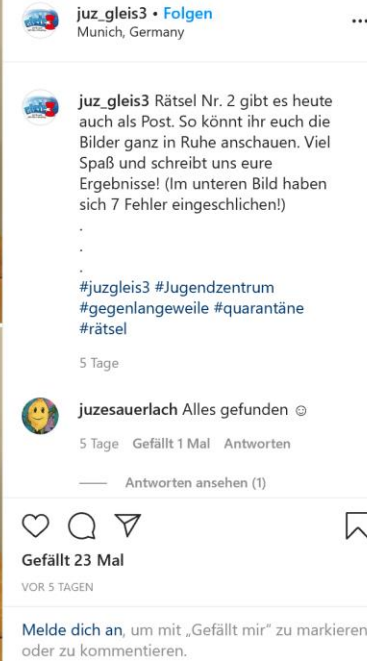 juz_gleis3 • Folgen
Munich, Germany
juz_gleis3 Rätsel Nr. 2 gibt es heute
auch als Post. So könnt ihr euch die
Bilder ganz in Ruhe anschauen. Viel
Spaß und schreibt uns eure
Ergebnisse! (Im unteren Bild haben
sich 7 Fehler eingeschlichen!)
.
.
.
#juzgleis3 #Jugendzentrum
#gegenlangeweile #quarantäne
#rätsel
5 Tage
juzesauerlach Alles gefunden ☺
5 Tage Gefällt 1 Mal Antworten
Antworten ansehen (1)
Gefällt 23 Mal
VOR 5 TAGEN
Melde dich an, um mit „Gefällt mir“ zu markieren
oder zu kommentieren.